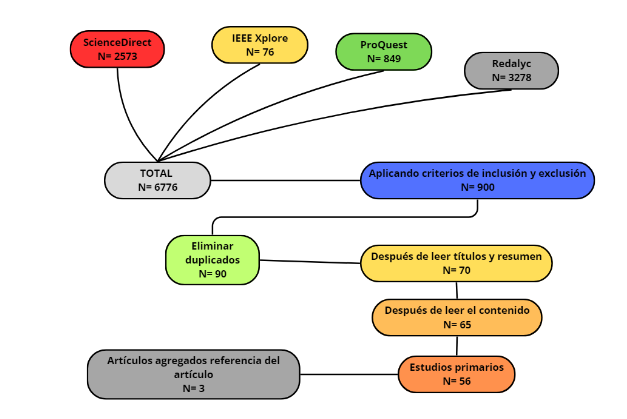 ScienceDirect
N= 2573
IEEE Xplore
N= 76
ProQuest
N= 849
Redalyc
N= 3278
TOTAL
N= 6776
Aplicando criterios de inclusión y exclusión
N= 900
Eliminar
duplicados
N= 90
Después de leer títulos y resumen
N= 70
Después de leer el contenido
N= 65
Artículos agregados referencia del
artículo
N= 3
Estudios primarios
N= 56